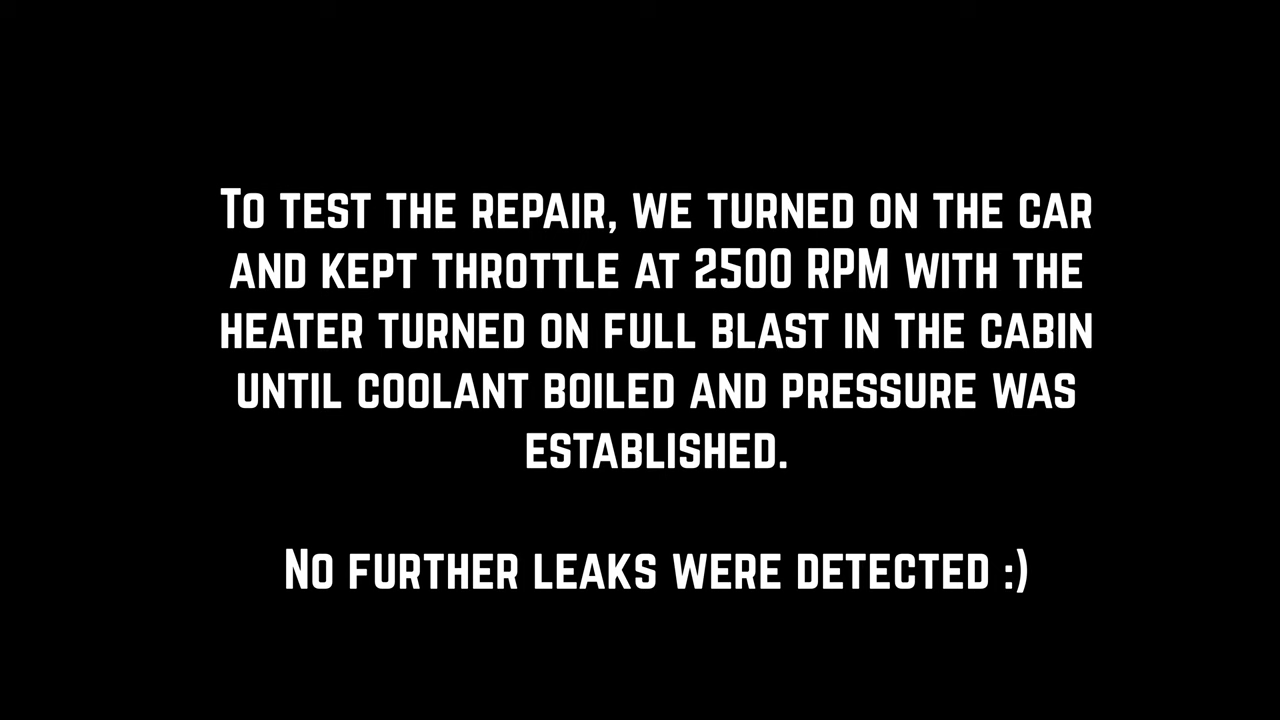 To test the repair, we turned on the car
and kept throttle at 2500 RPM with the
heater turned on full blast in the cabin
until coolant boiled and pressure was
established.
No further leaks were detected :)